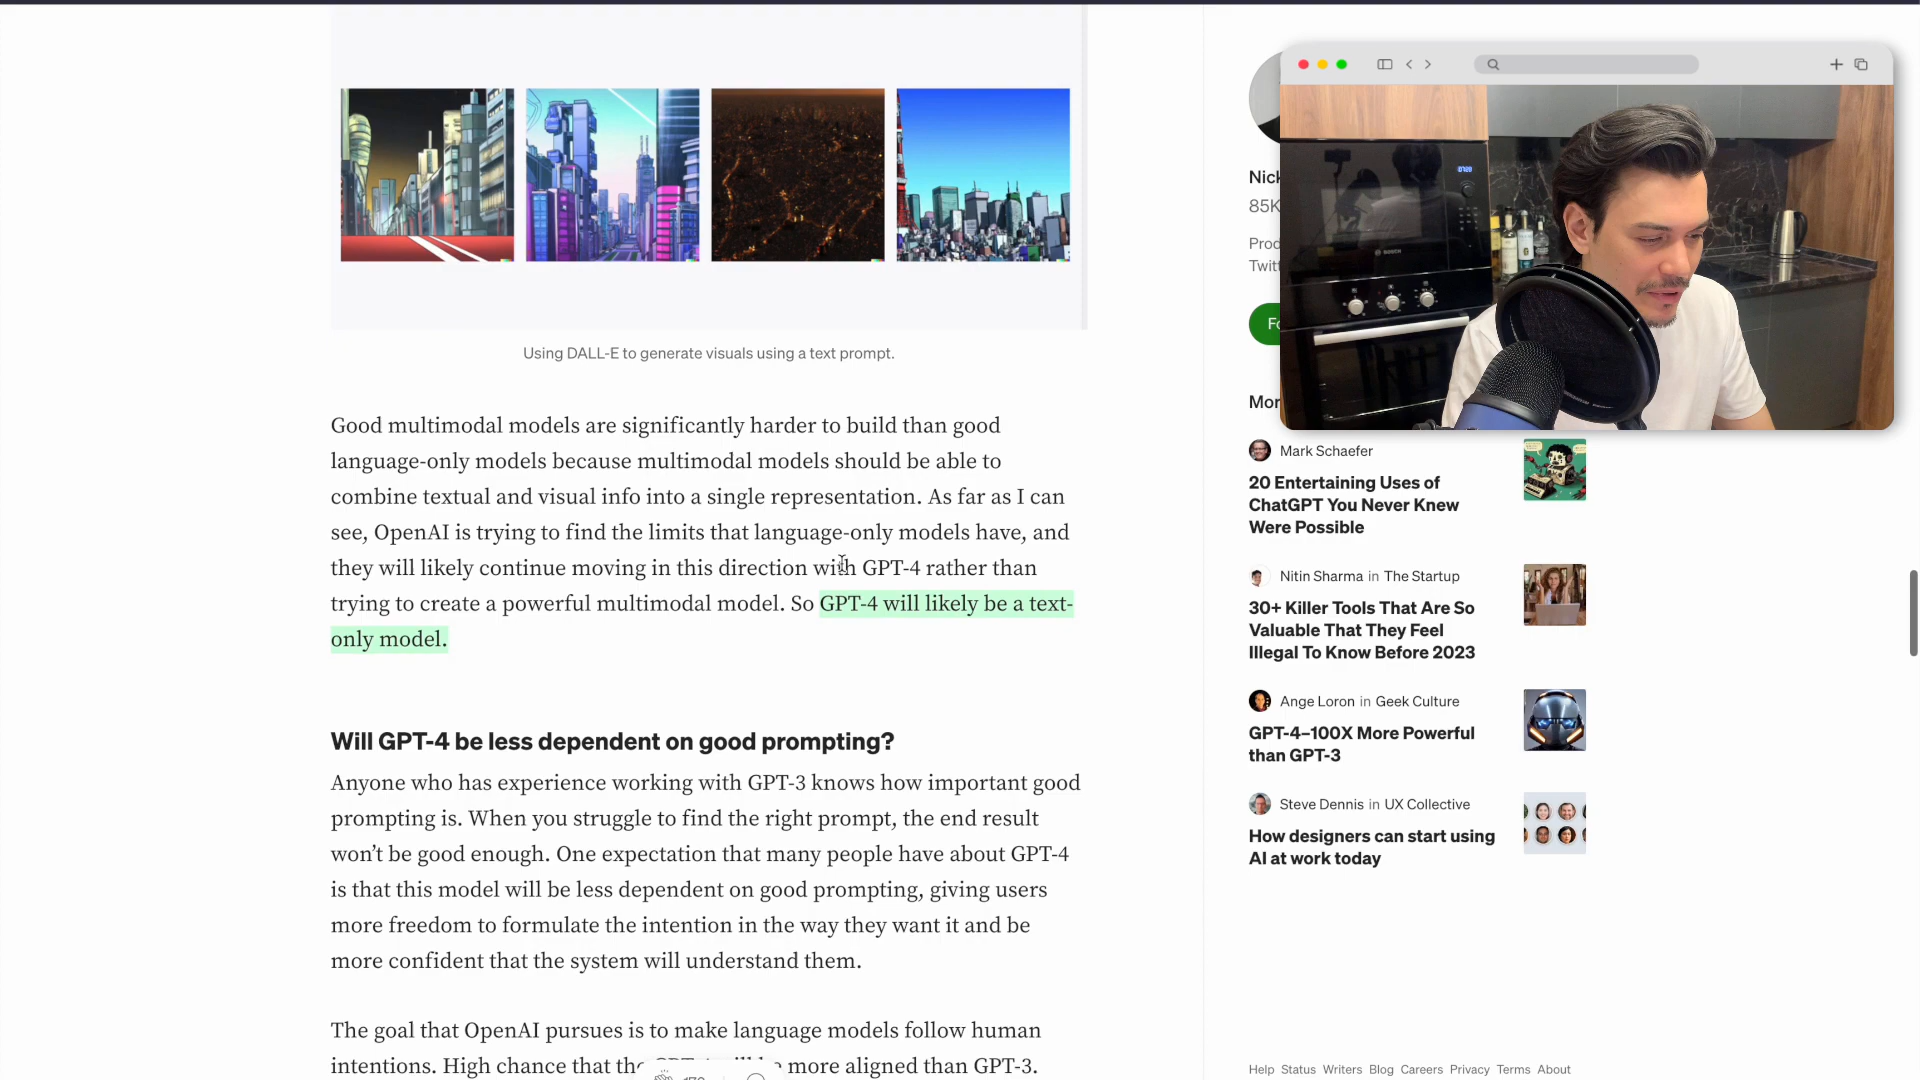 Using DALL-E to generate visuals using a text prompt.
Good multimodal models are significantly harder to build than good
language-only models because multimodal models should be able to
combine textual and visual info into a single representation. As far as I can
see, OpenAI is trying to find the limits that language-only models have, and
they will likely continue moving in this direction with GPT-4 rather than
trying to create a powerful multimodal model. So GPT-4 will likely be a text-
only model.
Will GPT-4 be less dependent on good prompting?
Anyone who has experience working with GPT-3 knows how important good
prompting is. When you struggle to find the right prompt, the end result
won’t be good enough. One expectation that many people have about GPT-4
is that this model will be less dependent on good prompting, giving users
more freedom to formulate the intention in the way they want it and be
more confident that the system will understand them.
The goal that OpenAI pursues is to make language models follow human
intentions. High chance that the more aligned than GPT-3.
Nick
85K
BOSCH
Mark Schaefer
20 Entertaining Uses of
ChatGPT You Never Knew
Were Possible
Nitin Sharma in The Startup
30+ Killer Tools That Are So
Valuable That They Feel
Illegal To Know Before 2023
Ange Loron in Geek Culture
GPT-4–100X More Powerful
than GPT-3
Steve Dennis in UX Collective
How designers can start using
AI at work today
Help Status Writers Blog Careers Privacy Terms About